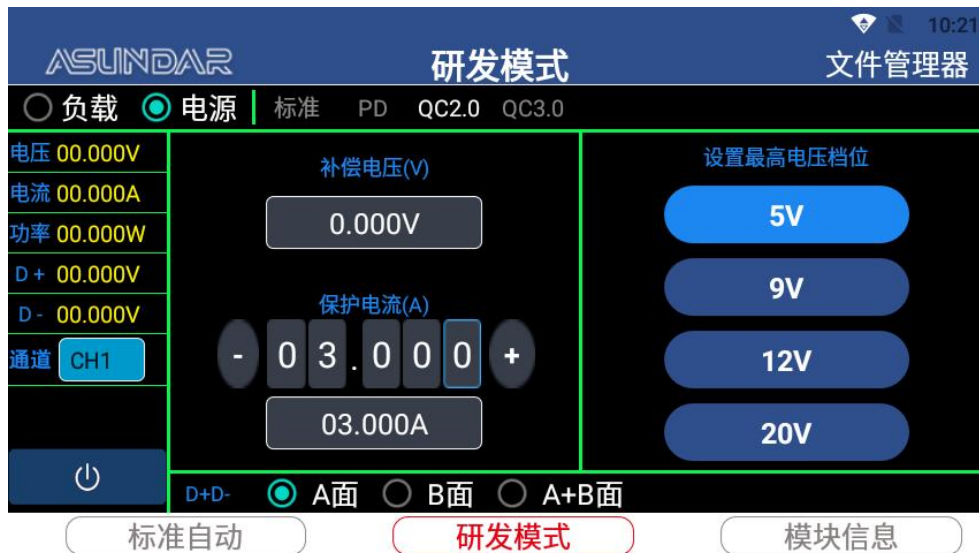 10:21
ASUNDAR 研发模式 文件管理器
负载 电源 标准 PD QC2.0 QC3.0
电压 00.000V
电流 00.000A
功率 00.000W
D+ 00.000V
D- 00.000V
通道 CH1
补偿电压(V)
0.000V
保护电流(A)
- 0 3 . 0 0 0 +
03.000A
设置最高电压档位
5V
9V
12V
20V
D+D- A面 B面 A+B面
标准自动 研发模式 模块信息